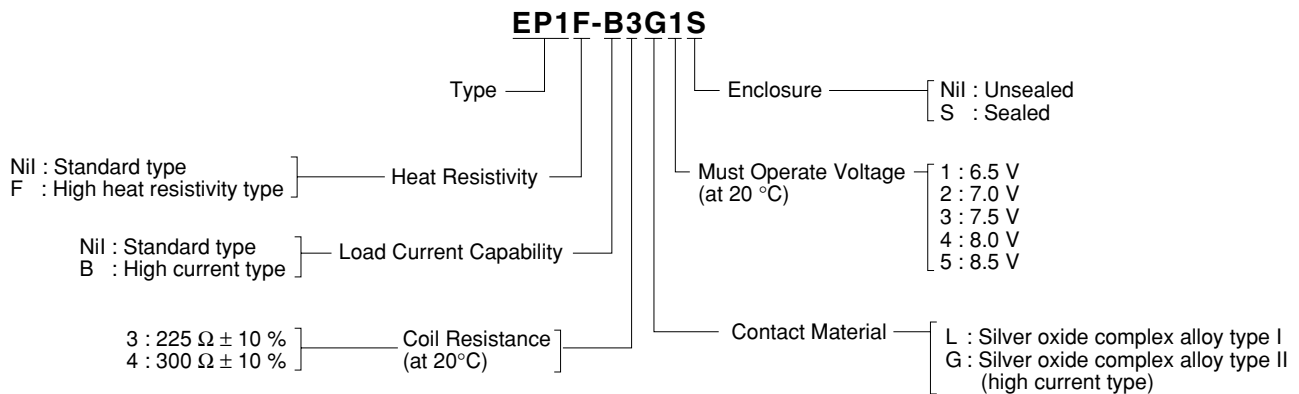 EP1F-B3G1S
Type
Enclosure
Nil : Unsealed
S : Sealed
Nil : Standard type
F : High heat resistivity type
Heat Resistivity
Must Operate Voltage
(at 20 °C)
1 : 6.5 V
2 : 7.0 V
3 : 7.5 V
4 : 8.0 V
5 : 8.5 V
Nil : Standard type
B : High current type
Load Current Capability
3 : 225 Ω ± 10 %
4 : 300 Ω ± 10 %
Coil Resistance
(at 20°C)
Contact Material
L : Silver oxide complex alloy type I
G : Silver oxide complex alloy type II
(high current type)